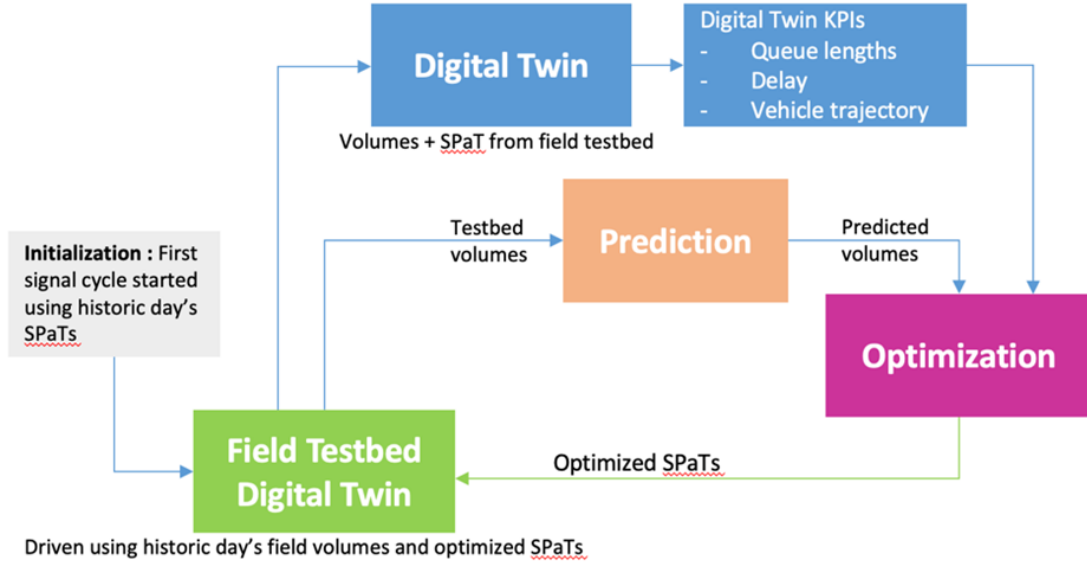 Digital Twin
Digital Twin KPIs
- Queue lengths
- Delay
- Vehicle trajectory
Volumes + SPaT from field testbed
Testbed
volumes
Prediction
Predicted
volumes
Initialization : First
signal cycle started
using historic day's
SPaTs
Optimization
Field Testbed
Digital Twin
Optimized SPaTs
Driven using historic day's field volumes and optimized SPaTs